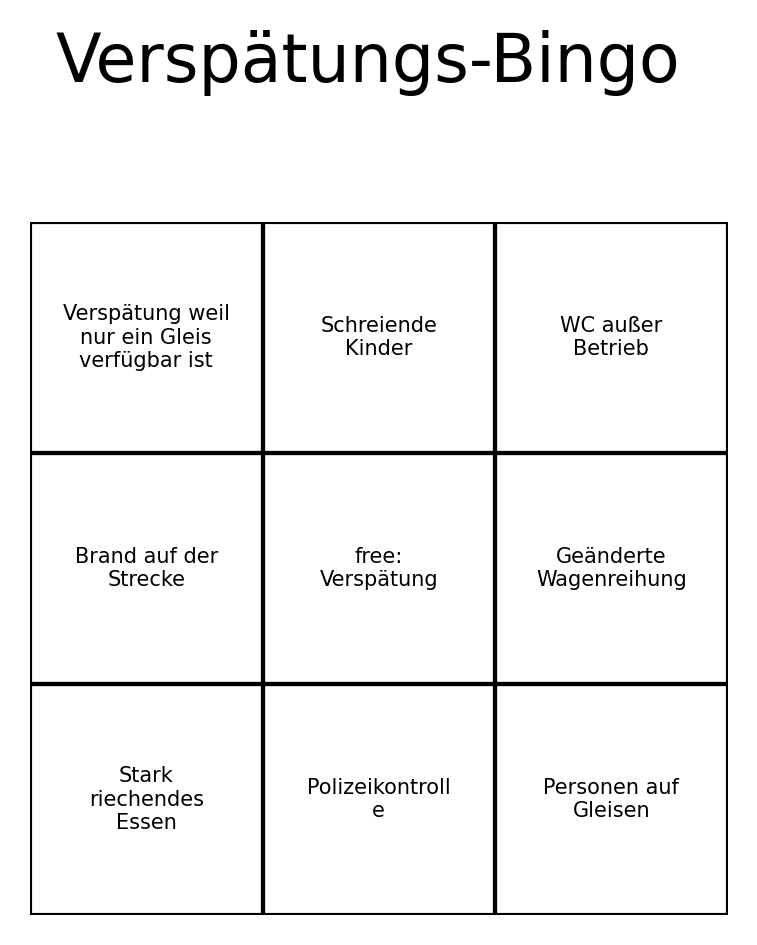 Verspätungs-Bingo
Verspätung weil
nur ein Gleis
verfügbar ist
Schreiende
Kinder
WC außer
Betrieb
Brand auf der
Strecke
free:
Verspätung
Geänderte
Wagenreihung
Stark
riechendes
Essen
Polizeikontroll
e
Personen auf
Gleisen